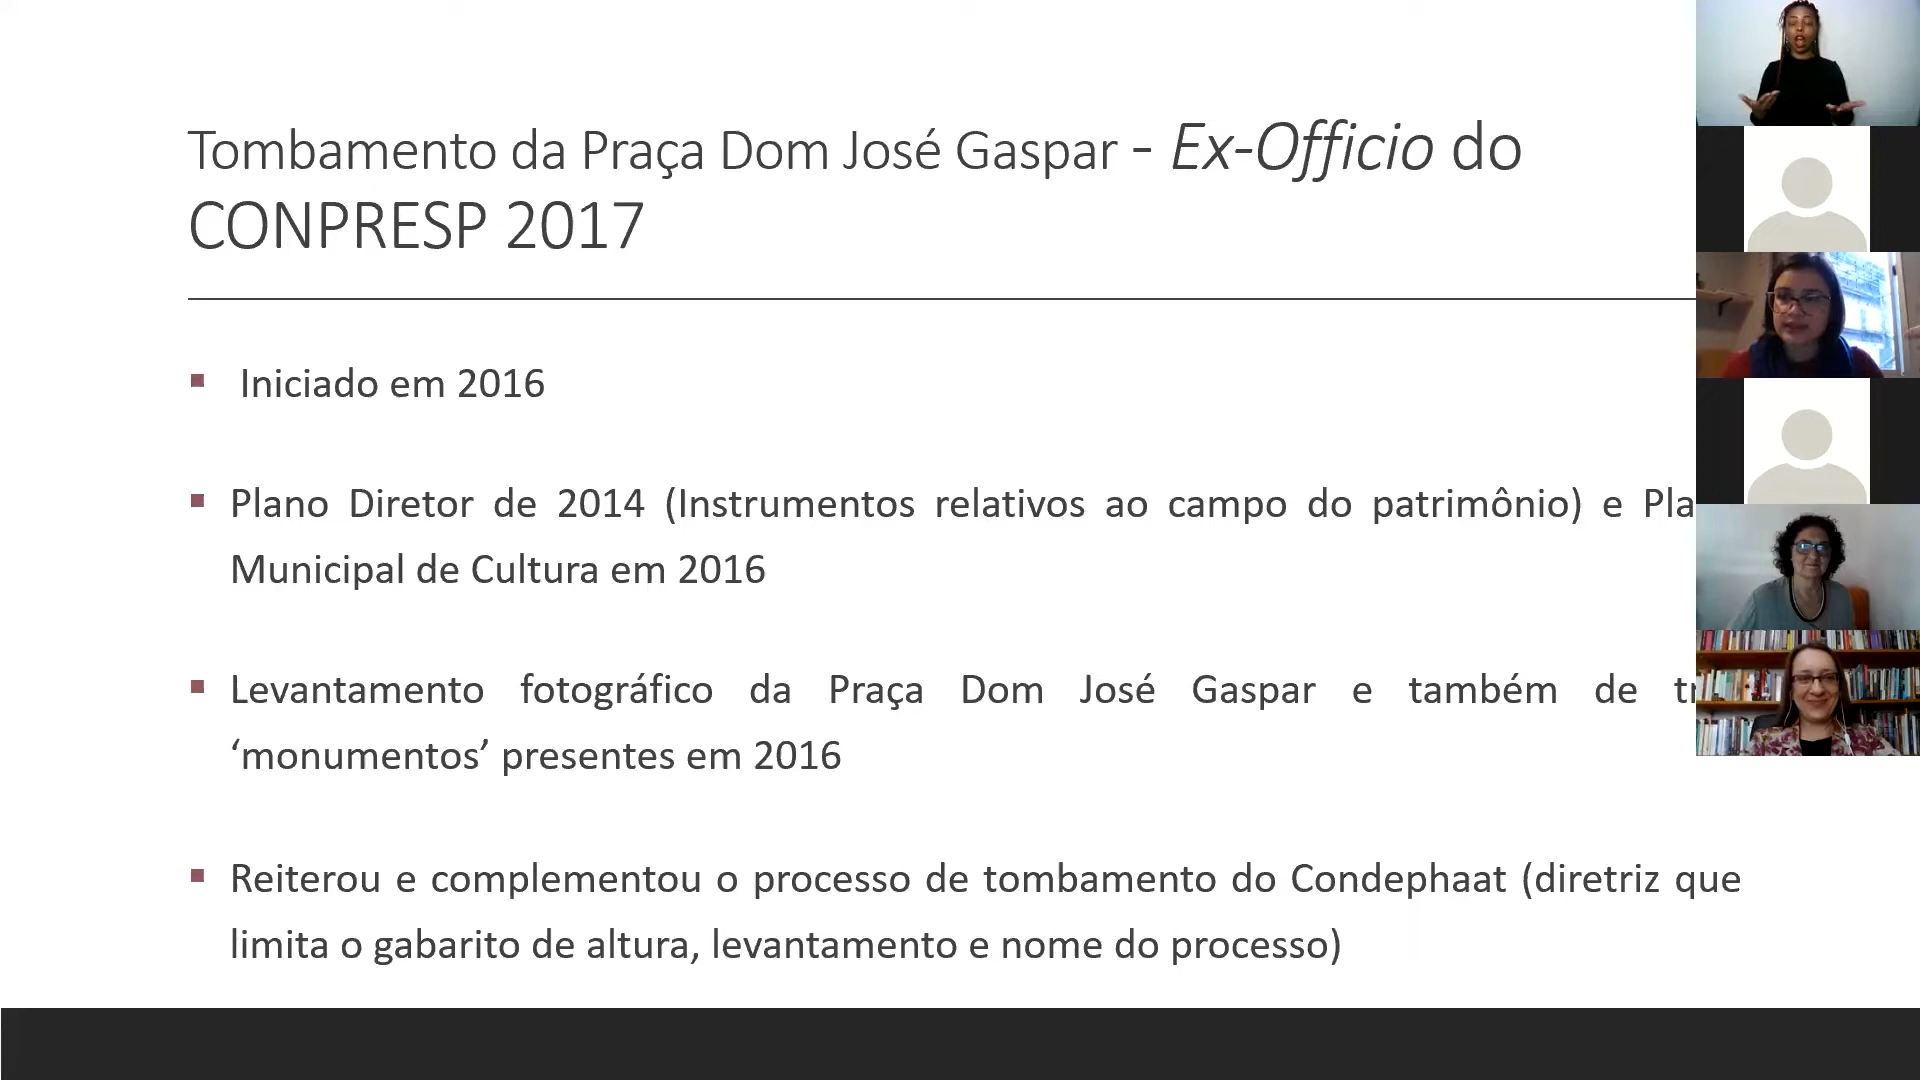 Tombamento da Praça Dom José Gaspar - Ex-Officio do
CONPRESP 2017
Iniciado em 2016
Plano Diretor de 2014 (Instrumentos relativos ao campo do patrimônio) e
Municipal de Cultura em 2016
Levantamento fotográfico da Praça Dom José Gaspar e também de
‘monumentos’ presentes em 2016
Reiterou e complementou o processo de tombamento do Condephaat (diretriz que
limita o gabarito de altura, levantamento e nome do processo)